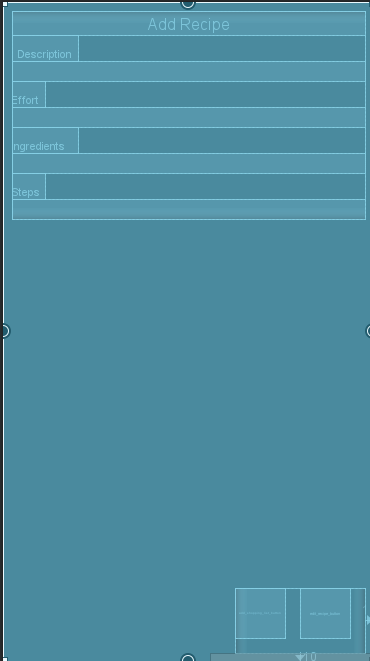 Add Recipe
Description
Effort
ngredients
Steps